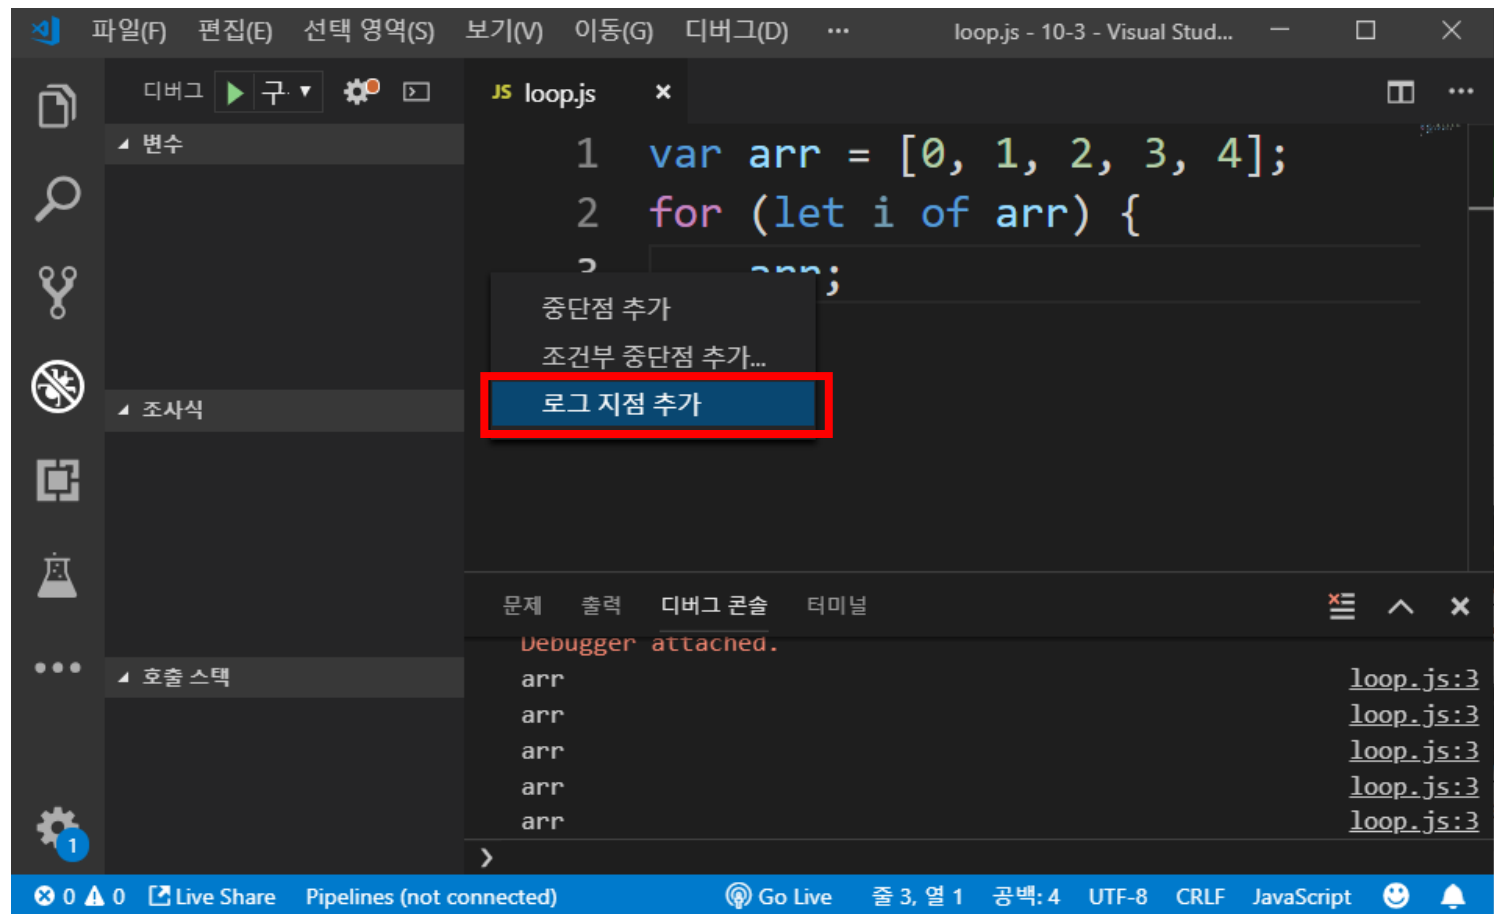 파일(F) 편집(E) 선택 영역(S) 보기(V) 이동(G) 디버그(D) ··· loop.js - 10-3 - Visual Stud...
디버그 구·
JS loop.js
변수
조사식
호출 스택
1 var arr = [0, 1, 2, 3, 4];
2 for (let i of arr) {
3 arr;
중단점 추가
조건부 중단점 추가...
로그 지점 추가
문제 출력 디버그 콘솔 터미널
Debugger attached.
arr loop.js:3
arr loop.js:3
arr loop.js:3
arr loop.js:3
arr loop.js:3
1
0 0 Live Share Pipelines (not connected) Go Live 줄 3, 열 1 공백: 4 UTF-8 CRLF JavaScript